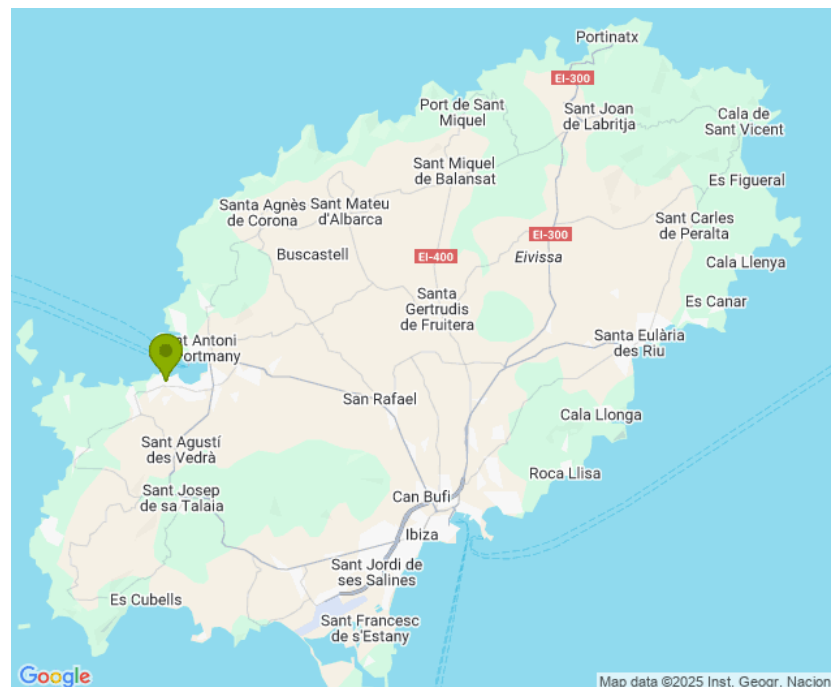 Portinatx
EI-300
Port de Sant
Miquel
Sant Joan
de Labritja
Cala de
Sant Vicent
Sant Miquel
de Balansat
Es Figueral
Santa Agnès
de Corona
Sant Mateu
d'Albarca
Sant Carles
de Peralta
EI-300
Buscastell
EI-400
Eivissa
Cala Llenya
Santa
Gertrudis
de Fruitera
Es Canar
nt Antoni
Portmany
Santa Eulària
des Riu
San Rafael
Cala Llonga
Sant Agustí
des Vedrà
Roca Llisa
Sant Josep
de sa Talaia
Can Bufi
Ibiza
Sant Jordi de
ses Salines
Es Cubells
Sant Francesc
de s'Estany
Google
Map data ©2025 Inst. Geogr. Nacion